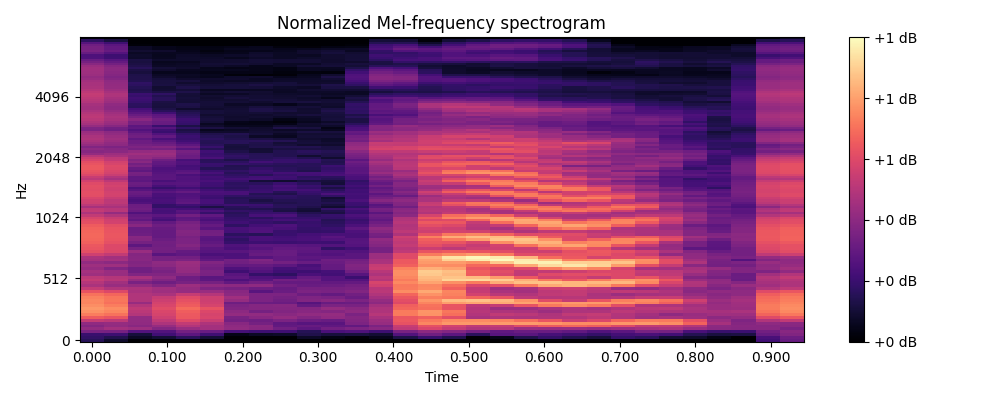 Normalized Mel-frequency spectrogram
Hz
4096
2048
1024
512
0
0.000 0.100 0.200 0.300 0.400 0.500 0.600 0.700 0.800 0.900
Time
+1 dB
+1 dB
+1 dB
+0 dB
+0 dB
+0 dB